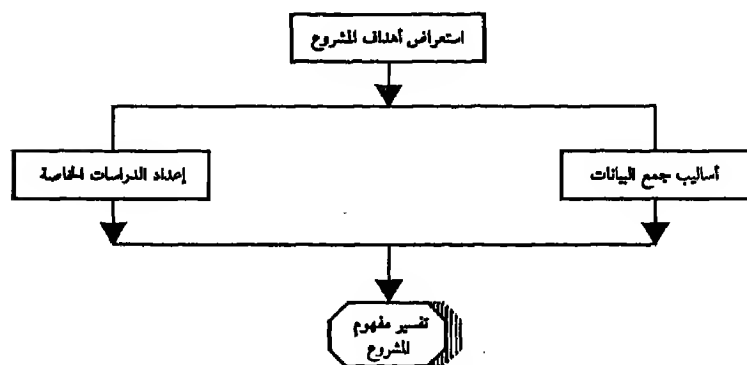 استعراض أهداف المشروع
أساليب جمع البيانات
إعداد الدراسات الخاصة
تفسير مفهوم
المشروع